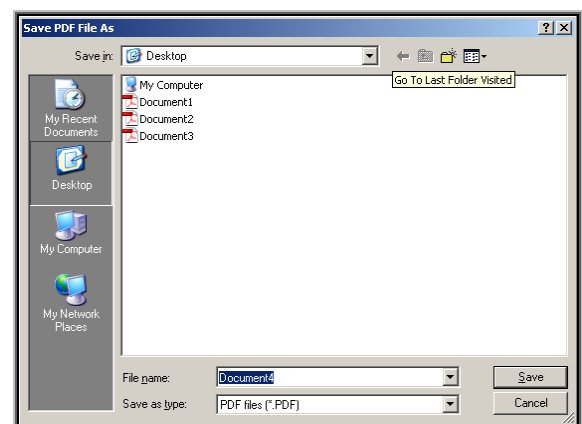 Save PDF File As
Save in:
Desktop
Go To Last Folder Visited
My Recent
Documents
Desktop
My Computer
My Network
Places
My Computer
Document1
Document2
Document3
File name:
Document4
Save
Save as type:
PDF files (*.PDF)
Cancel